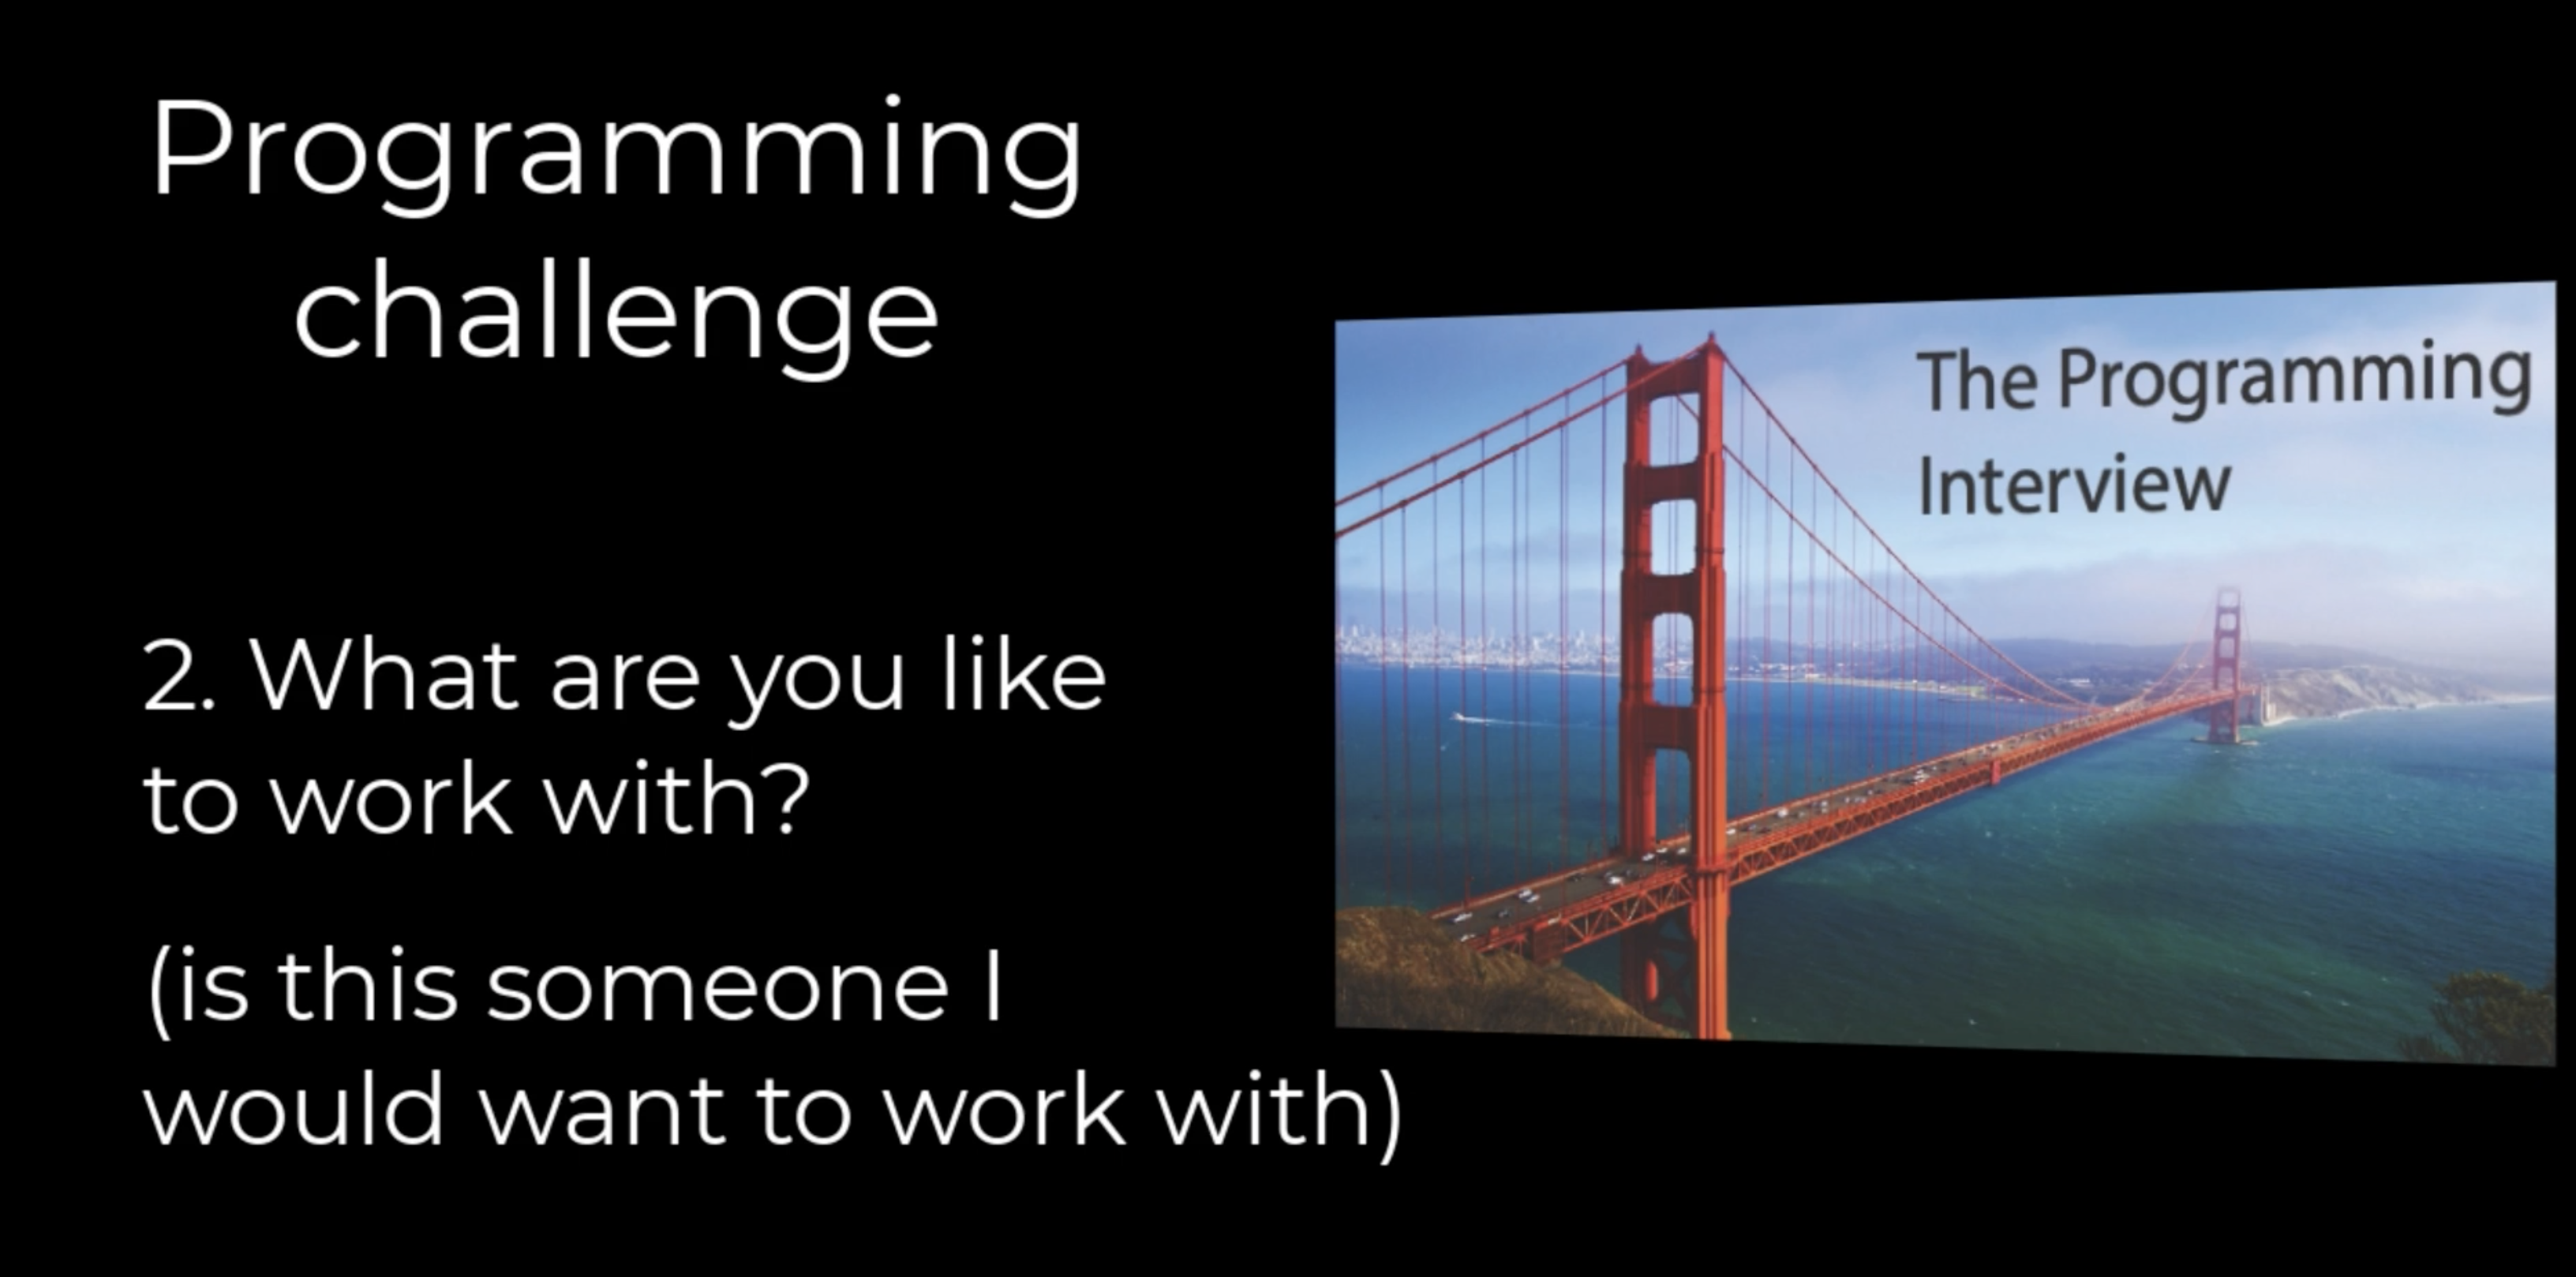 Programming
challenge
2. What are you like
to work with?
(is this someone I
would want to work with)
The Programming
Interview